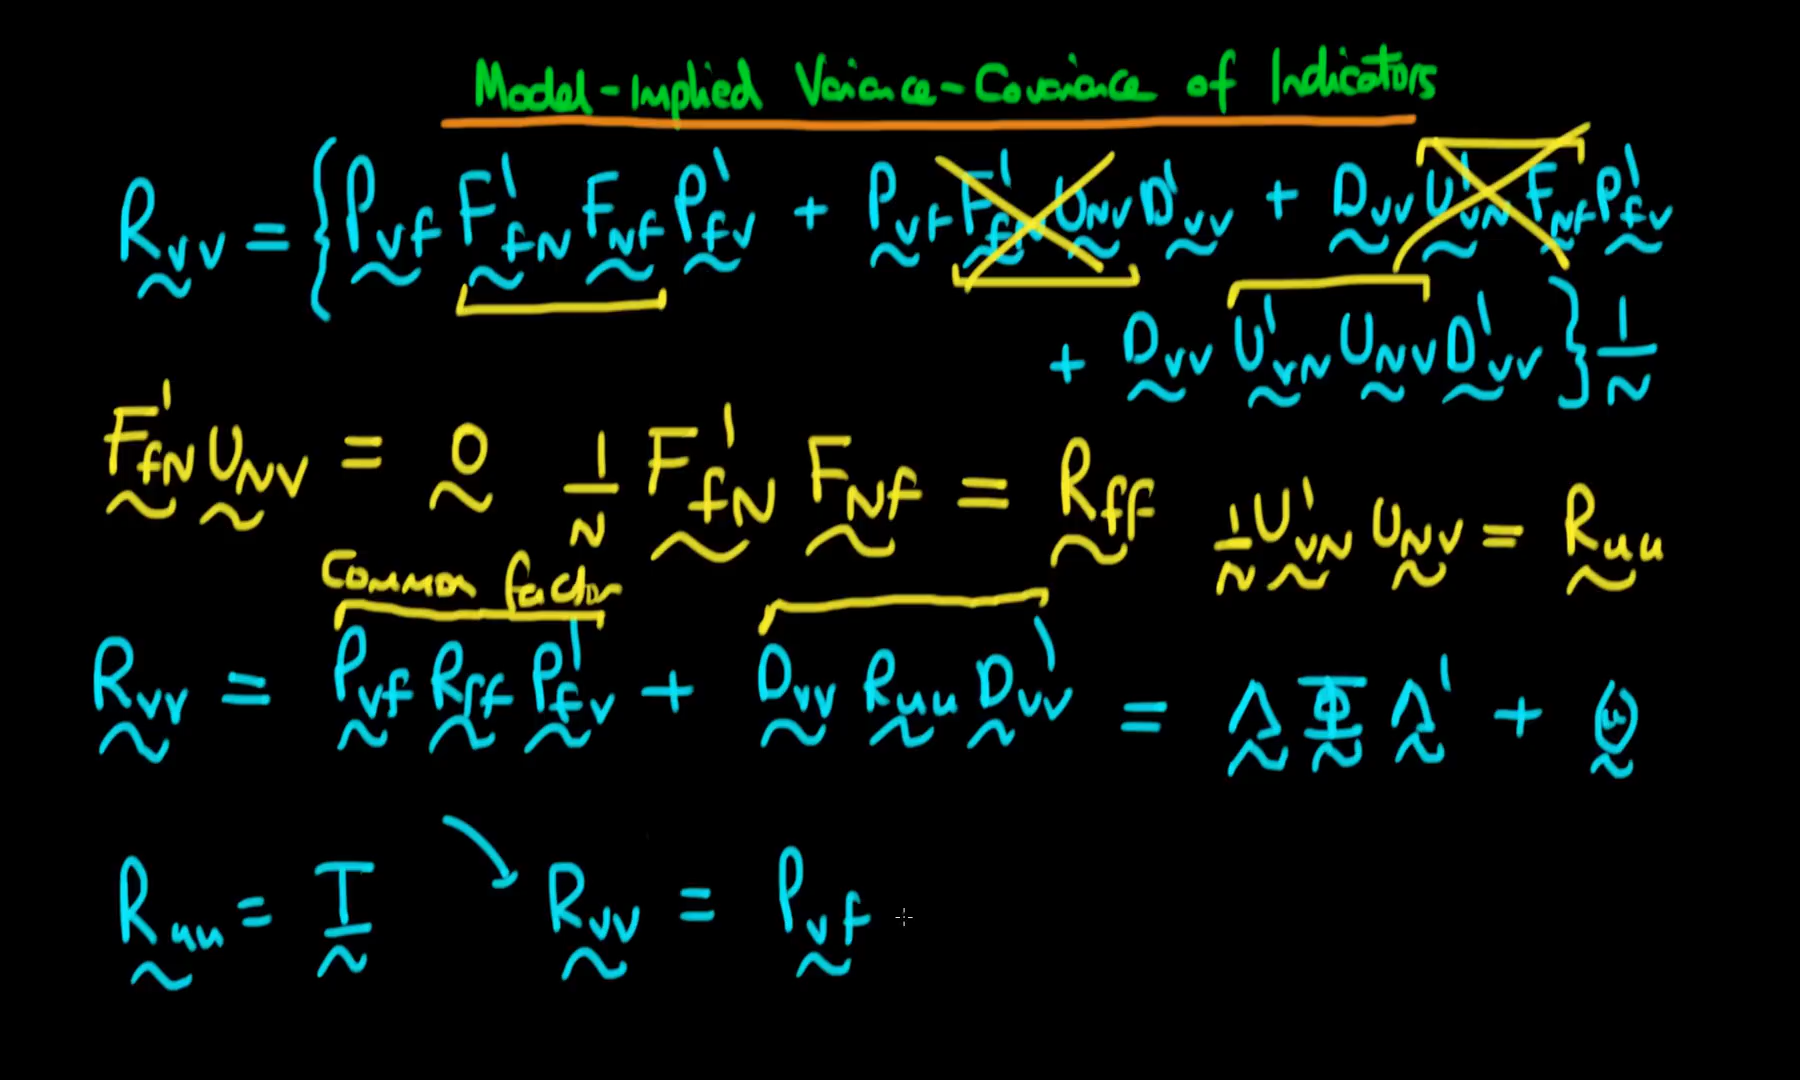 Model-Implied Variance-Covariance of Indicators
R_vv = { P_vf F'_fN F_Nf P'_fv + P_vf F'_fN U_Nv D'_vv + D_vv U'_vN F_Nf P'_fv
+ D_vv U'_vN U_Nv D'_vv } 1/N
F'_fN U_Nv = 0   1/N F'_fN F_Nf = R_ff   1/N U'_vN U_Nv = R_uu
Common factor
R_vv = P_vf R_ff P'_fv + D_vv R_uu D'_vv = Λ Φ Λ' + Θ
R_uu = I   R_vv = P_vf